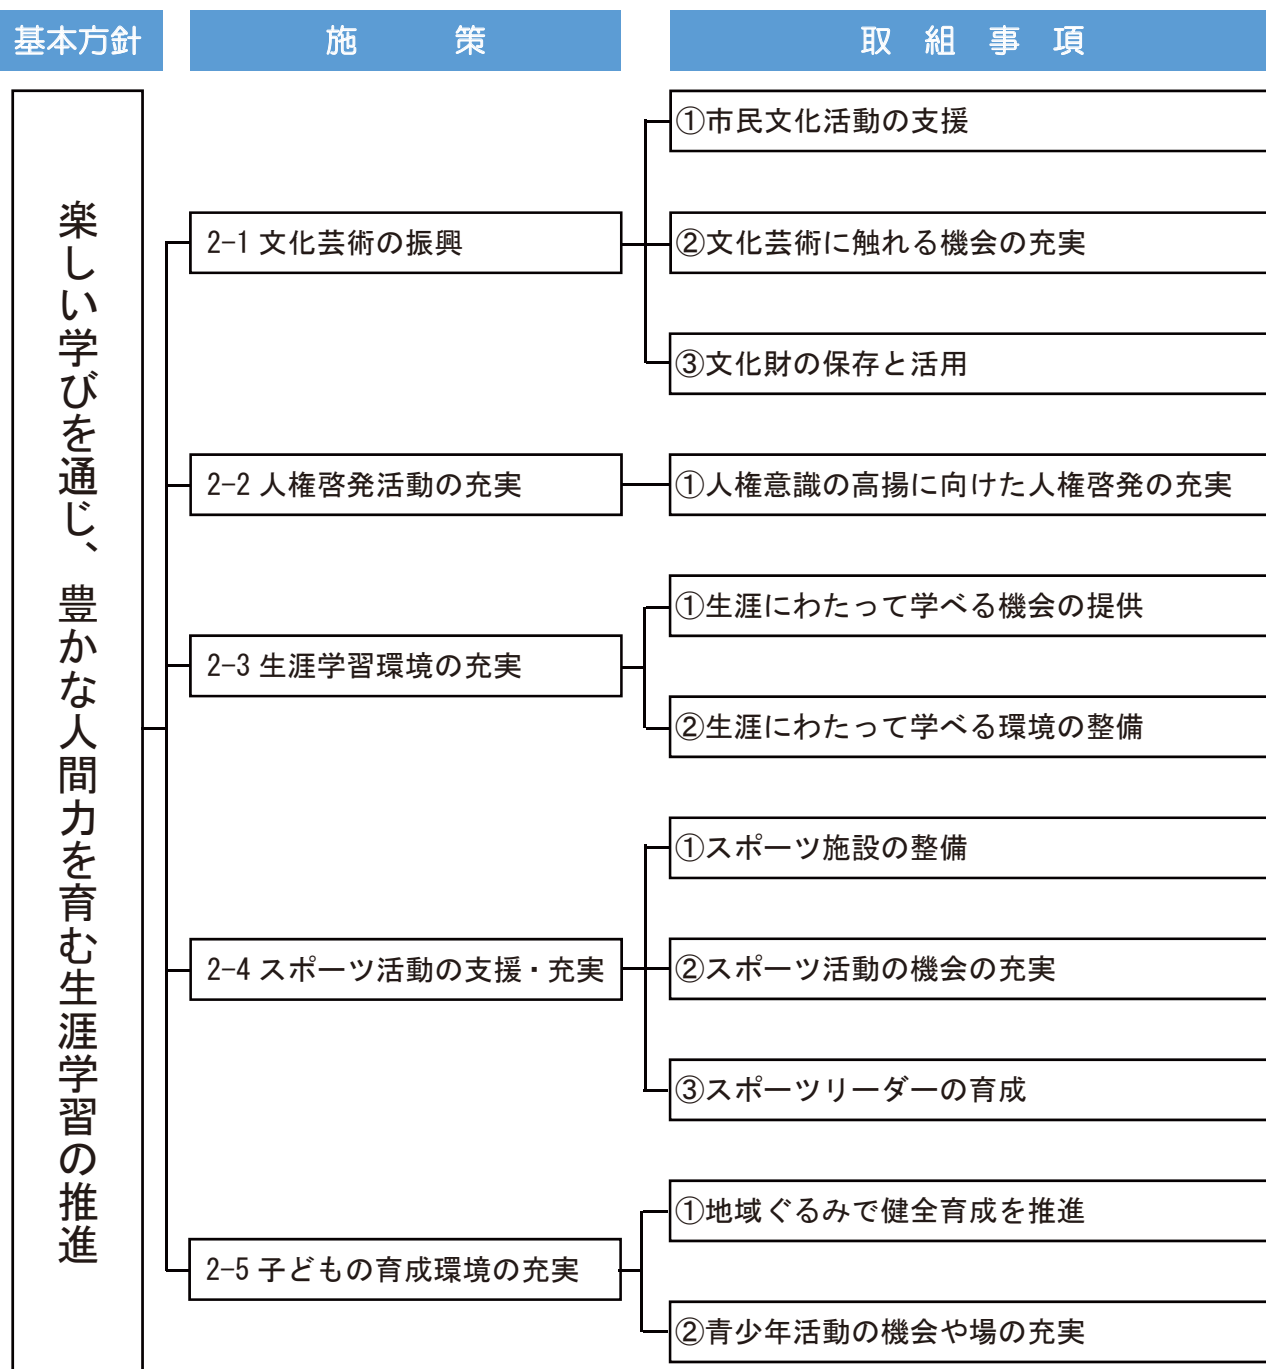 基本方針
施策
取組事項
楽しい学びを通じ、豊かな人間力を育む生涯学習の推進
2-1 文化芸術の振興
①市民文化活動の支援
②文化芸術に触れる機会の充実
③文化財の保存と活用
2-2 人権啓発活動の充実
①人権意識の高揚に向けた人権啓発の充実
2-3 生涯学習環境の充実
①生涯にわたって学べる機会の提供
②生涯にわたって学べる環境の整備
2-4 スポーツ活動の支援・充実
①スポーツ施設の整備
②スポーツ活動の機会の充実
③スポーツリーダーの育成
2-5 子どもの育成環境の充実
①地域ぐるみで健全育成を推進
②青少年活動の機会や場の充実